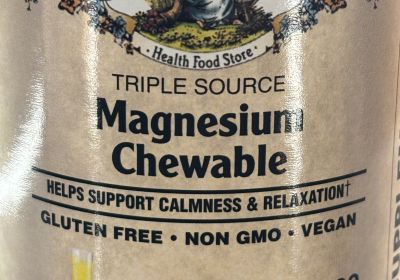 · Health Food Store ·
TRIPLE SOURCE
Magnesium
Chewable
HELPS SUPPORT CALMNESS & RELAXATION†
GLUTEN FREE • NON GMO • VEGAN